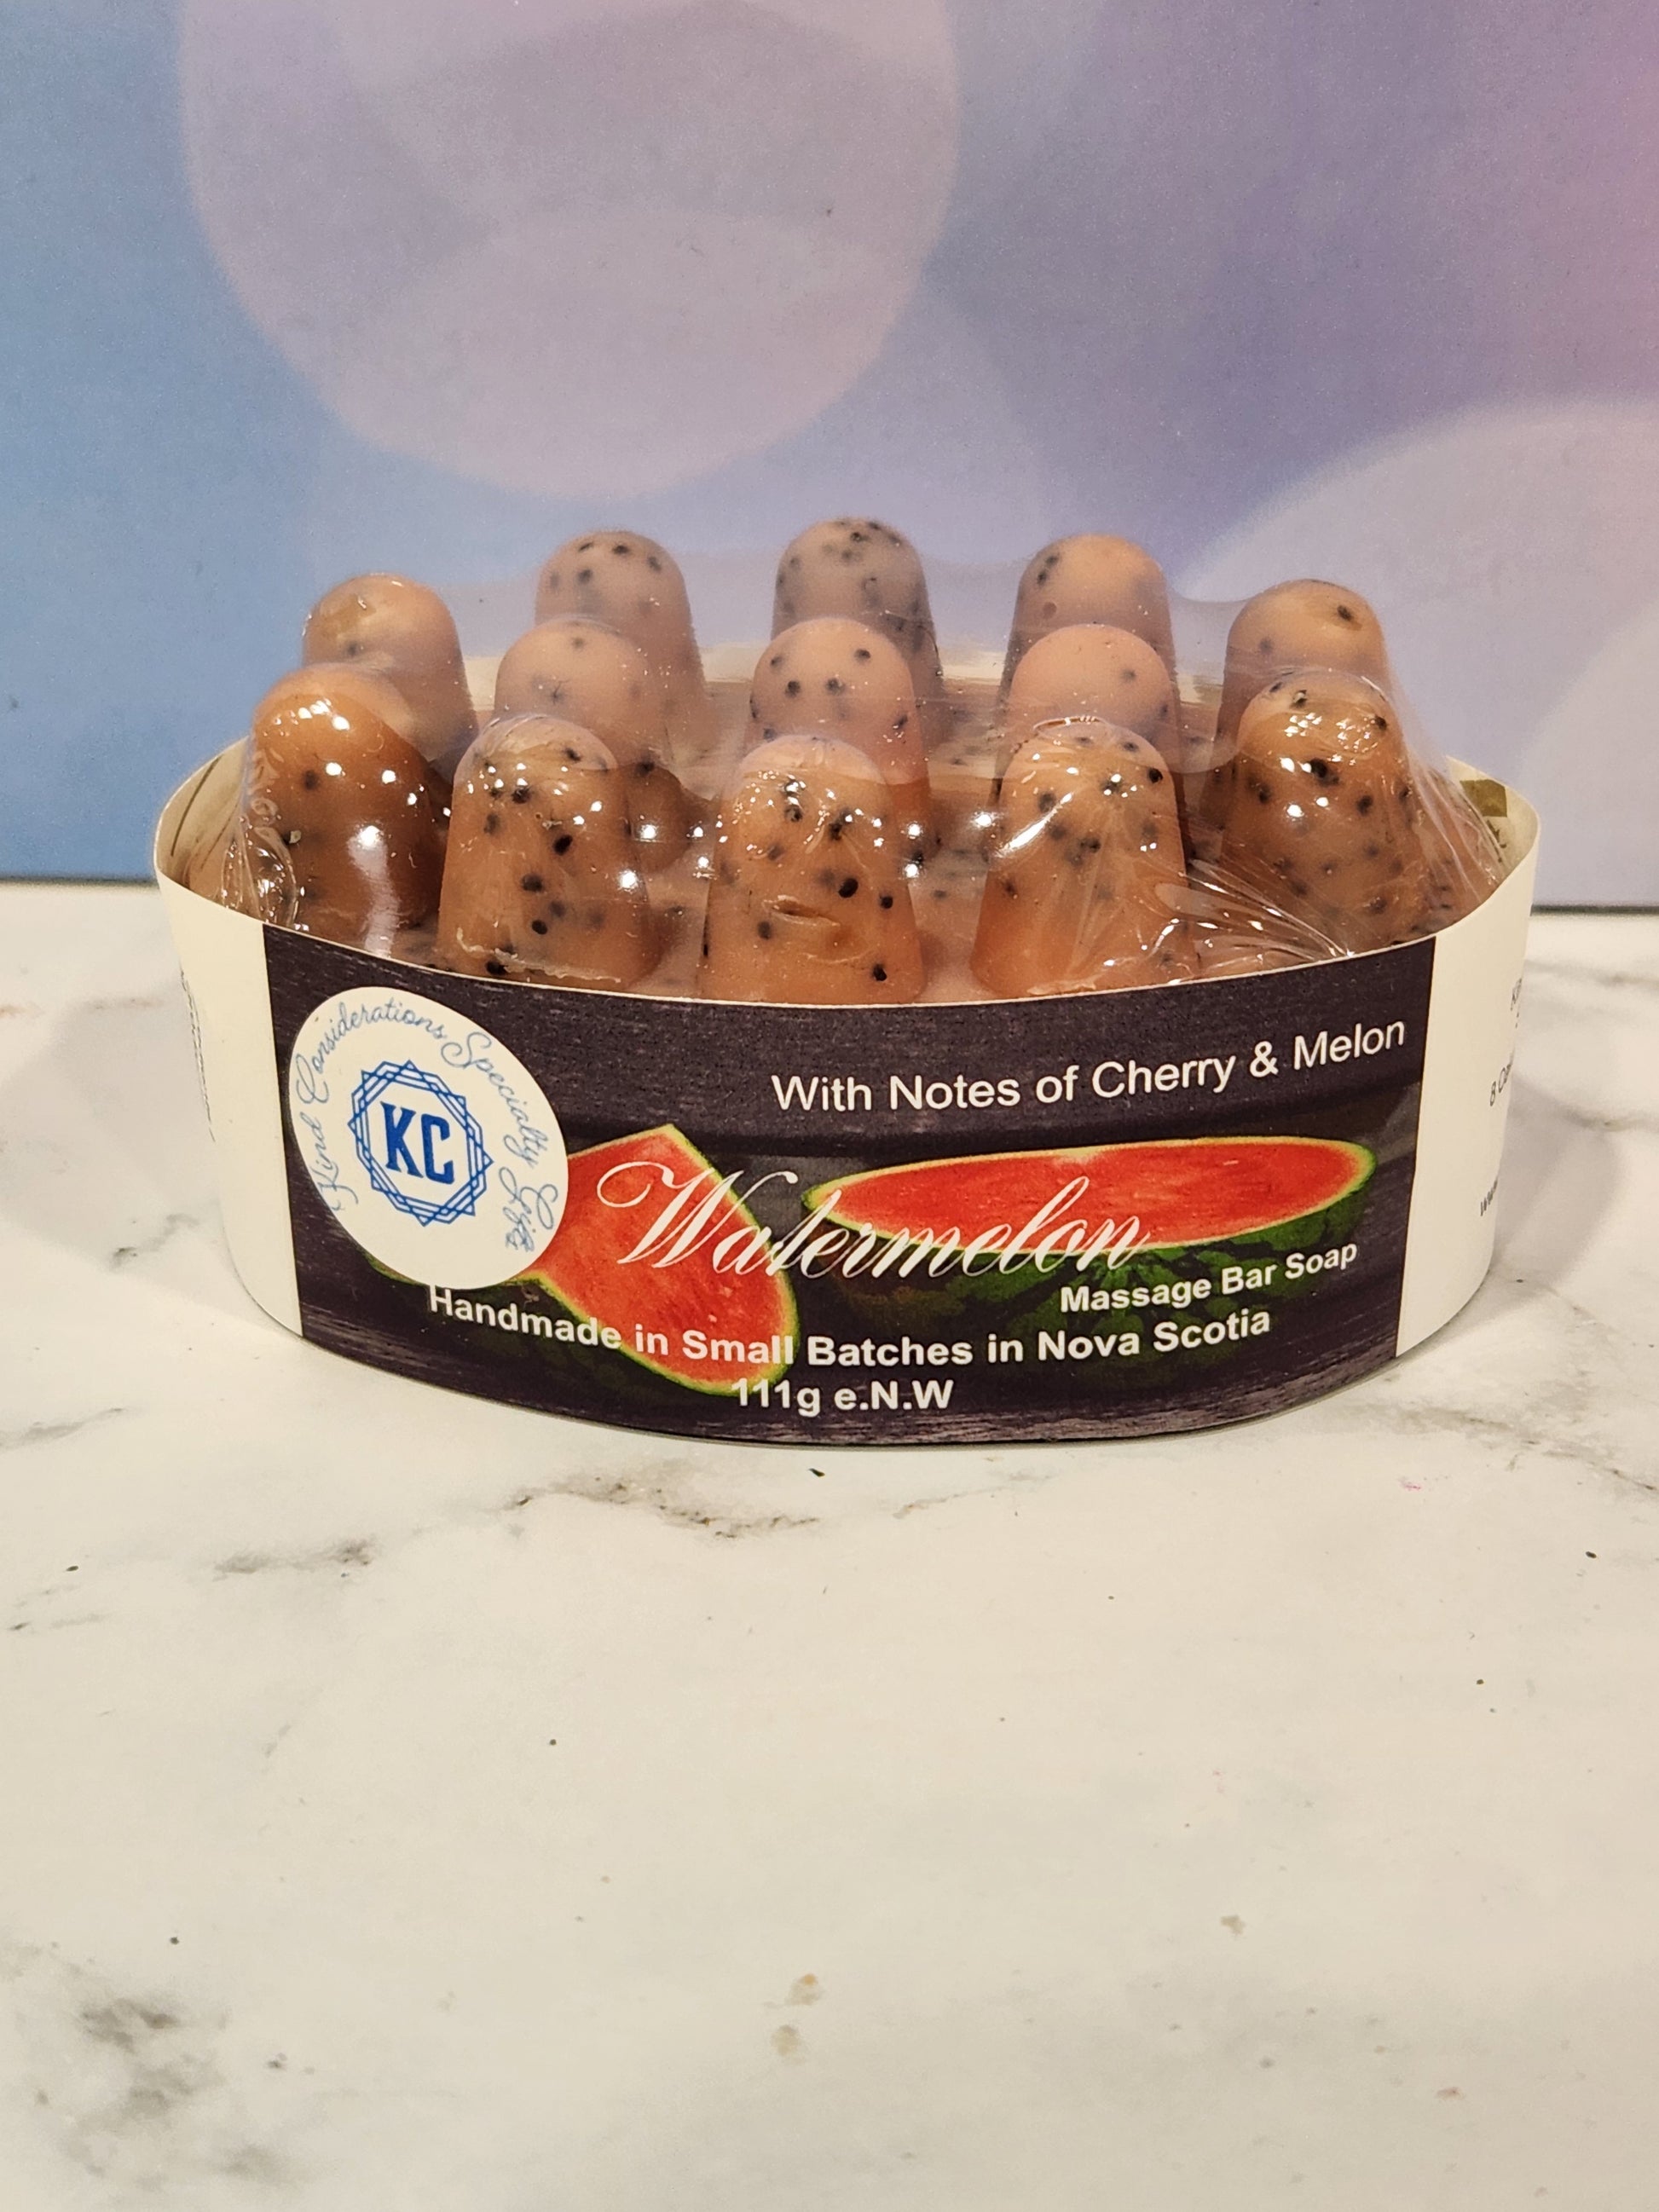 With Notes of Cherry & Melon
Kind Considerations Specialty
KC
Watermelon
Massage Bar Soap
Handmade in Small Batches in Nova Scotia
111g e.N.W